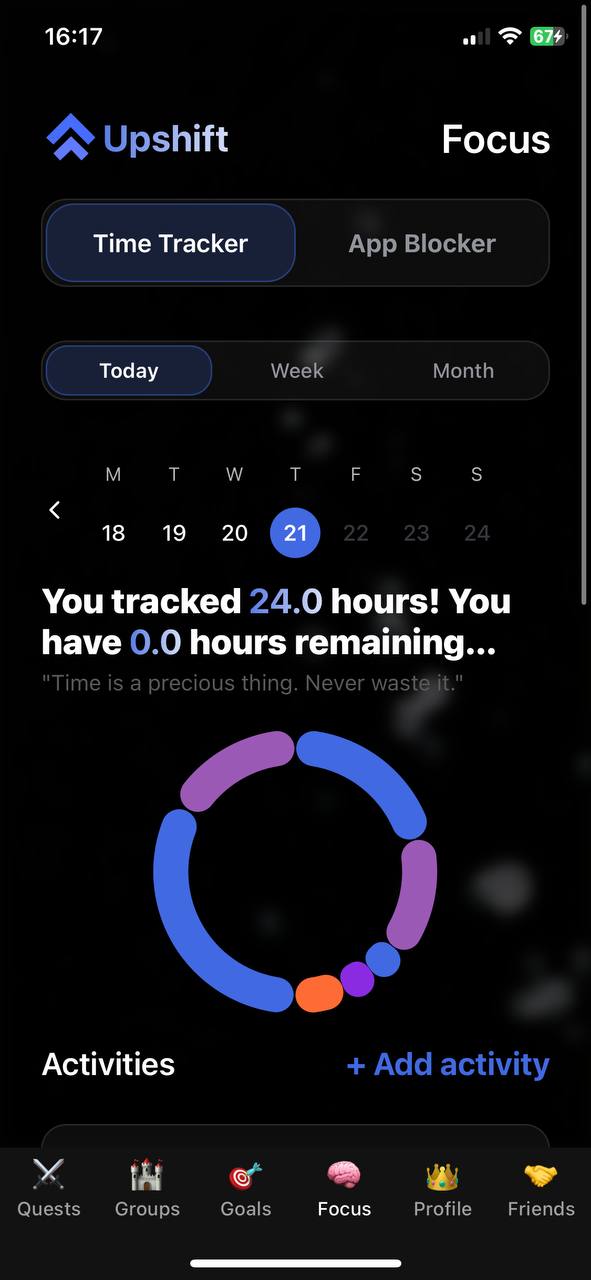 16:17
67
Upshift
Focus
Time Tracker
App Blocker
Today
Week
Month
M T W T F S S
18 19 20 21 22 23 24
You tracked 24.0 hours! You
have 0.0 hours remaining...
"Time is a precious thing. Never waste it."
Activities
+ Add activity
Quests
Groups
Goals
Focus
Profile
Friends